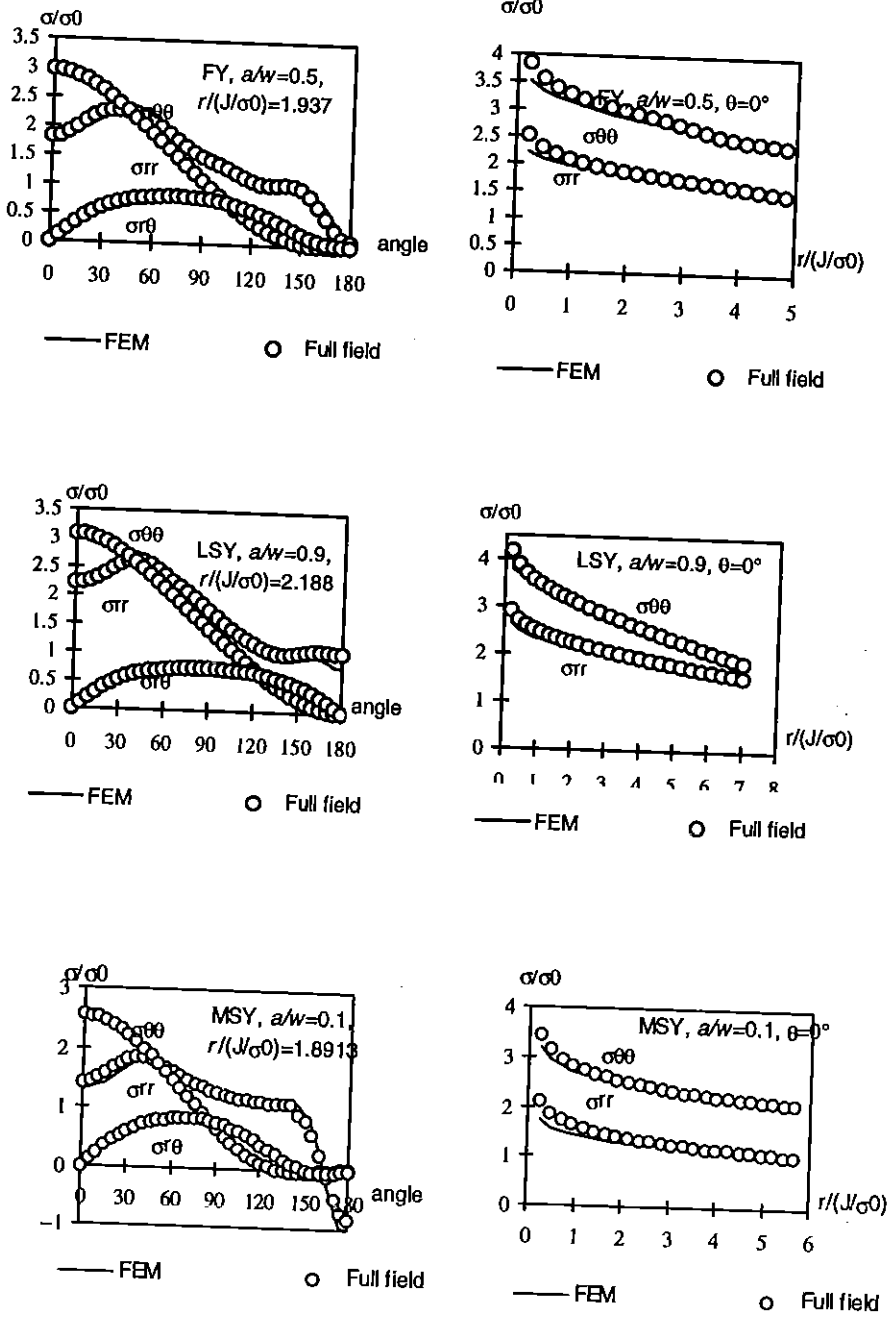 σ/σ0
3.5
3
2.5
2
1.5
1
0.5
0
FY, a/w=0.5,
r/(J/σ0)=1.937
σθθ
σrr
σrθ
angle
0 30 60 90 120 150 180
FEM
Full field
σ/σ0
4
3.5
3
2.5
2
1.5
1
0.5
0
FY, a/w=0.5, θ=0°
σθθ
σrr
r/(J/σ0)
0 1 2 3 4 5
FEM
Full field
σ/σ0
3.5
3
2.5
2
1.5
1
0.5
0
σθθ
LSY, a/w=0.9,
r/(J/σ0)=2.188
σrr
σrθ
angle
0 30 60 90 120 150 180
FEM
Full field
σ/σ0
4
3
2
1
0
LSY, a/w=0.9, θ=0°
σθθ
σrr
r/(J/σ0)
0 1 2 3 4 5 6 7 8
FEM
Full field
σ/σ0
3
2
1
0
−1
MSY, a/w=0.1,
r/(J/σ0)=1.8913
σθθ
σrr
σrθ
angle
0 30 60 90 120 150 180
FEM
Full field
σ/σ0
4
3
2
1
0
MSY, a/w=0.1, θ=0°
σθθ
σrr
r/(J/σ0)
0 1 2 3 4 5 6
FEM
Full field